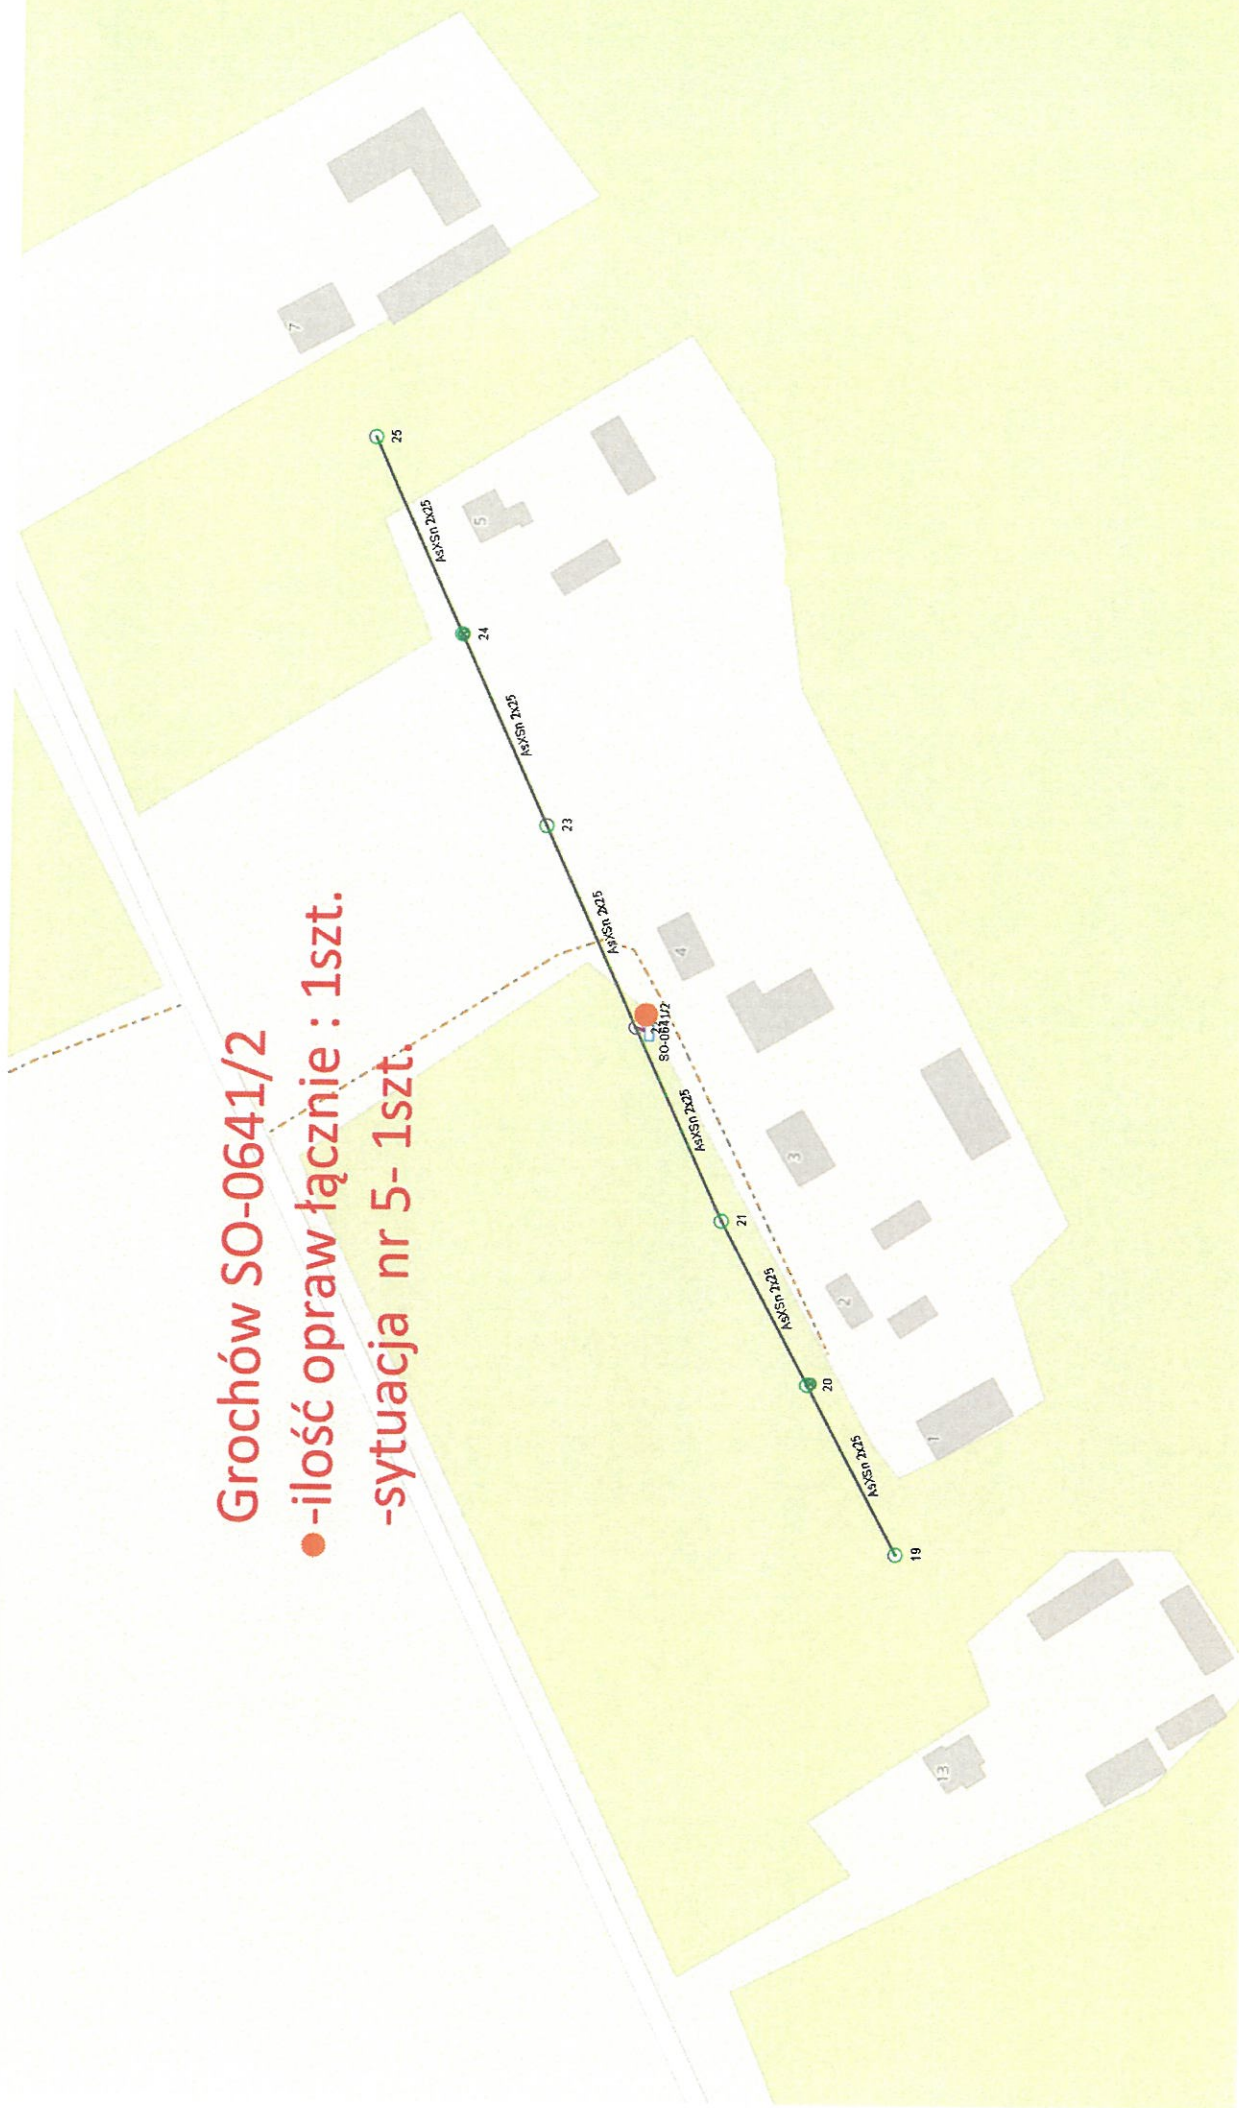 Grochów SO-0641/2
-ilość opraw łącznie : 1szt.
-sytuacja nr 5- 1szt.
7
25
AsXSn 2x25
5
24
AsXSn 2x25
23
AsXSn 2x25
4
22
SO-0641/2
AsXSn 2x25
3
21
AsXSn 2x25
2
20
AsXSn 2x25
1
19
13